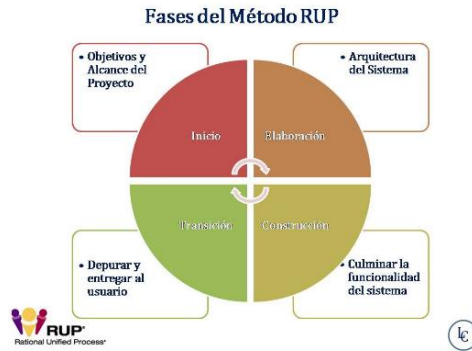 Fases del Método RUP
• Objetivos y
Alcance del
Proyecto
• Arquitectura
del Sistema
Inicio
Elaboración
Transición
Construcción
• Depurar y
entregar al
usuario
• Culminar la
funcionalidad
del sistema
RUP
Rational Unified Process
LC